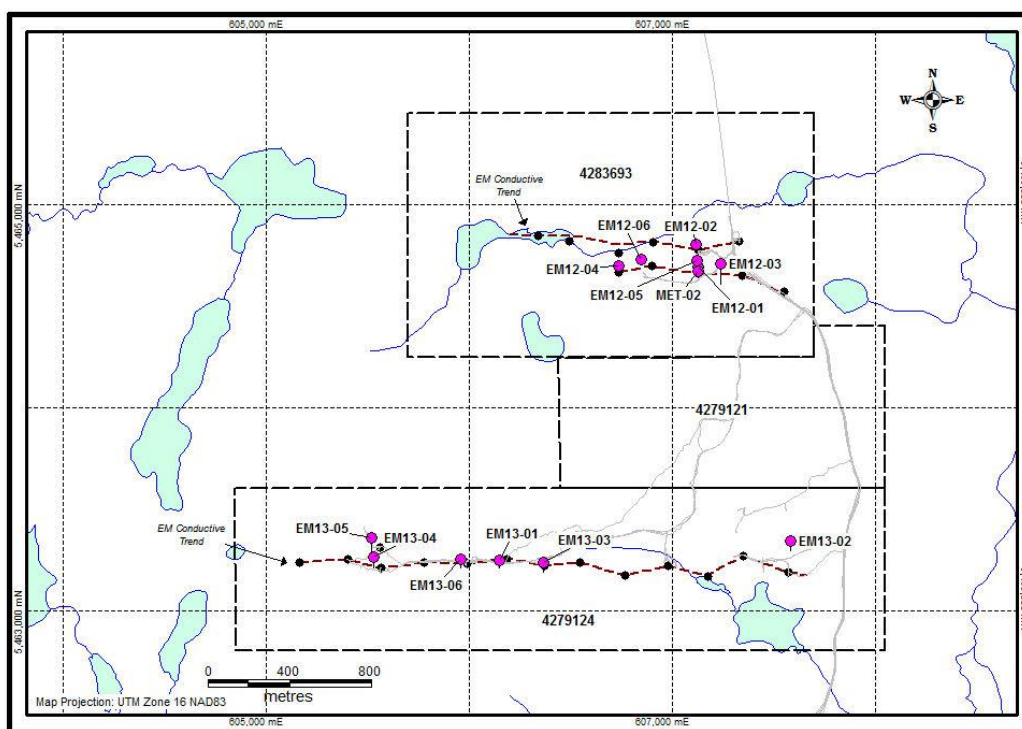 605,000 mE
607,000 mE
N
W
E
S
5,465,000 mN
4283693
EM Conductive
Trend
EM12-06
EM12-02
EM12-04
EM12-03
EM12-05
MET-02
EM12-01
4279121
EM13-05
EM13-04
EM13-01
EM13-02
EM Conductive
Trend
EM13-03
EM13-06
5,463,000 mN
4279124
0
400
800
metres
Map Projection: UTM Zone 16 NAD83
605,000 mE
607,000 mE